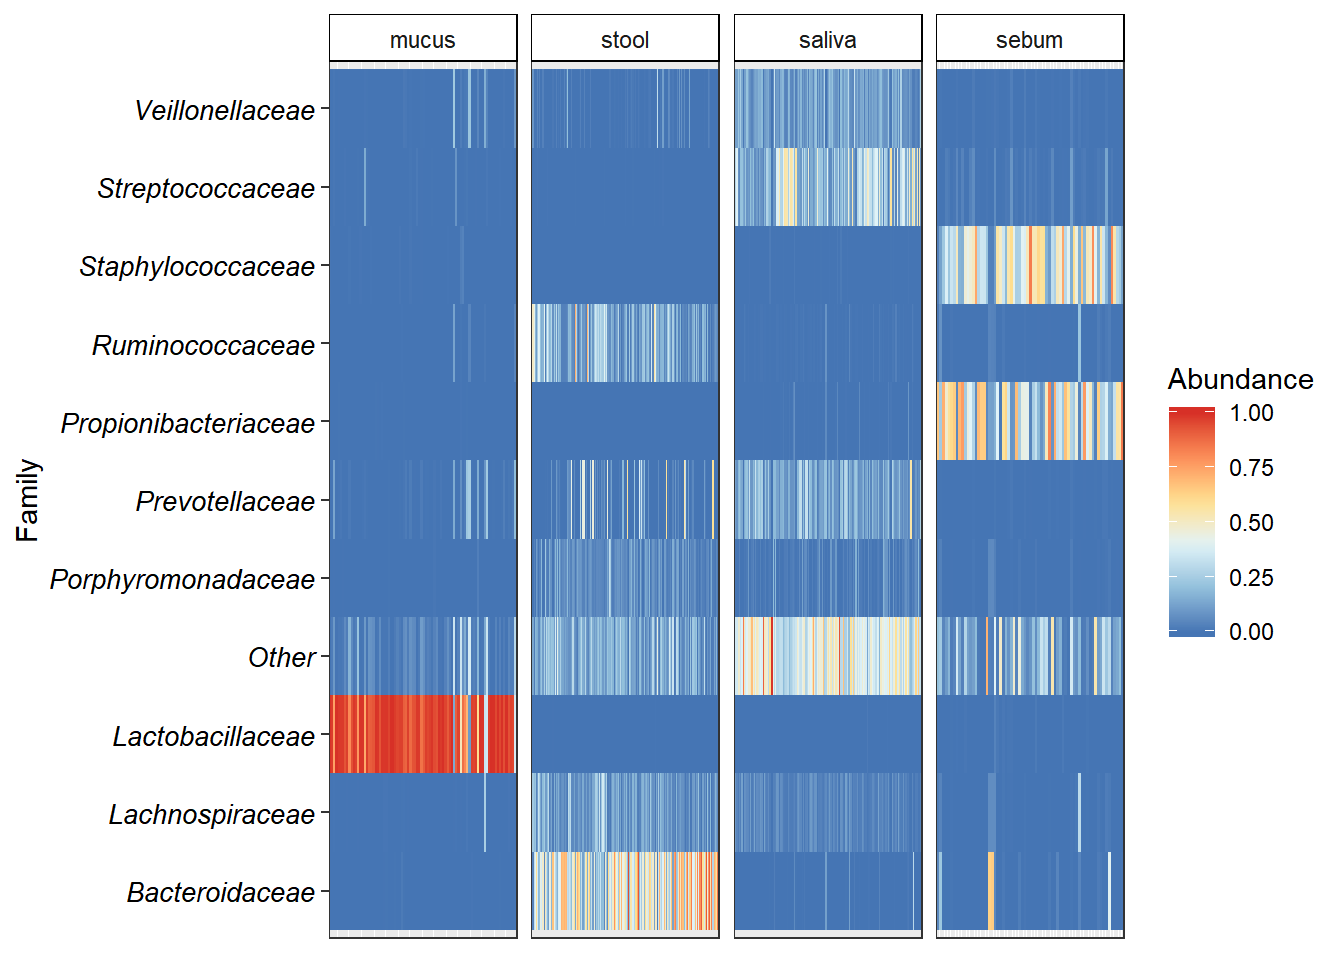 mucus
stool
saliva
sebum
Family
Veillonellaceae
Streptococcaceae
Staphylococcaceae
Ruminococcaceae
Propionibacteriaceae
Prevotellaceae
Porphyromonadaceae
Other
Lactobacillaceae
Lachnospiraceae
Bacteroidaceae
Abundance
1.00
0.75
0.50
0.25
0.00